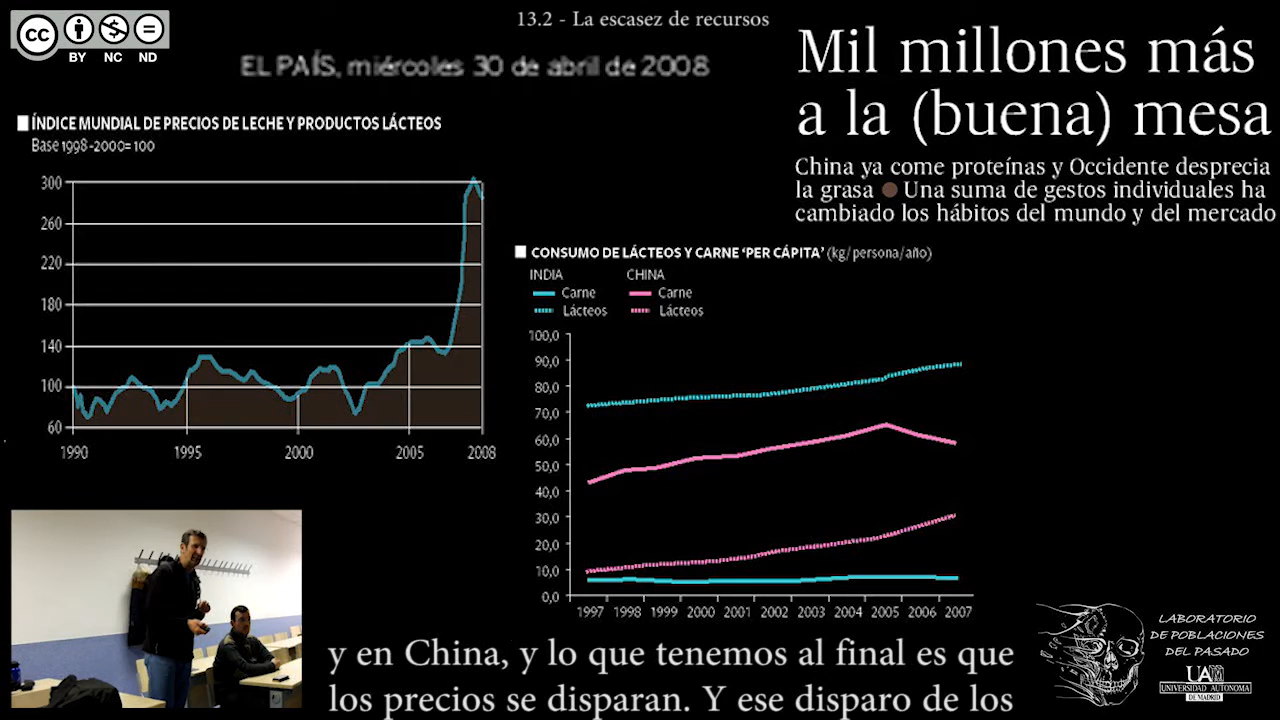 13.2 - La escasez de recursos
cc
BY NC ND
EL PAÍS, miércoles 30 de abril de 2008
Mil millones más
a la (buena) mesa
China ya come proteínas y Occidente desprecia
la grasa ● Una suma de gestos individuales ha
cambiado los hábitos del mundo y del mercado
ÍNDICE MUNDIAL DE PRECIOS DE LECHE Y PRODUCTOS LÁCTEOS
Base 1998-2000= 100
300
260
220
180
140
100
60
1990 1995 2000 2005 2008
CONSUMO DE LÁCTEOS Y CARNE ‘PER CÁPITA’ (kg/persona/año)
INDIA CHINA
Carne Carne
Lácteos Lácteos
100,0
90,0
80,0
70,0
60,0
50,0
40,0
30,0
20,0
10,0
0,0
1997 1998 1999 2000 2001 2002 2003 2004 2005 2006 2007
y en China, y lo que tenemos al final es que
los precios se disparan. Y ese disparo de los
LABORATORIO
DE POBLACIONES
DEL PASADO
UAM
UNIVERSIDAD AUTONOMA
DE MADRID